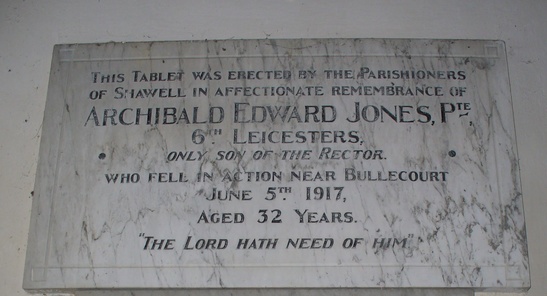 THIS TABLET WAS ERECTED BY THE PARISHIONERS
OF SHAWELL IN AFFECTIONATE REMEMBRANCE OF
ARCHIBALD EDWARD JONES, PTE,
6TH LEICESTERS,
ONLY SON OF THE RECTOR.
WHO FELL IN ACTION NEAR BULLECOURT
JUNE 5TH 1917,
AGED 32 YEARS.
"THE LORD HATH NEED OF HIM"